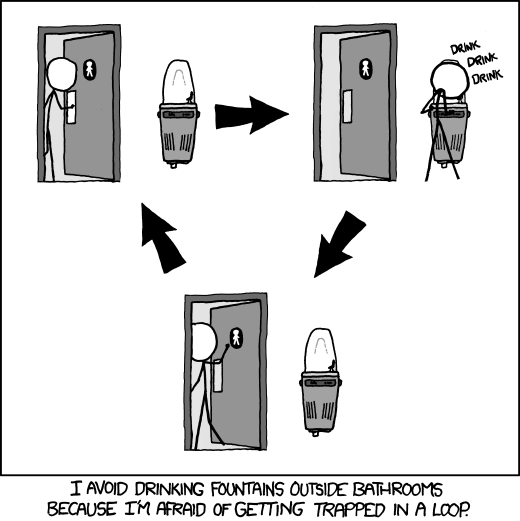 DRINK
DRINK
DRINK
I AVOID DRINKING FOUNTAINS OUTSIDE BATHROOMS
BECAUSE I'M AFRAID OF GETTING TRAPPED IN A LOOP.